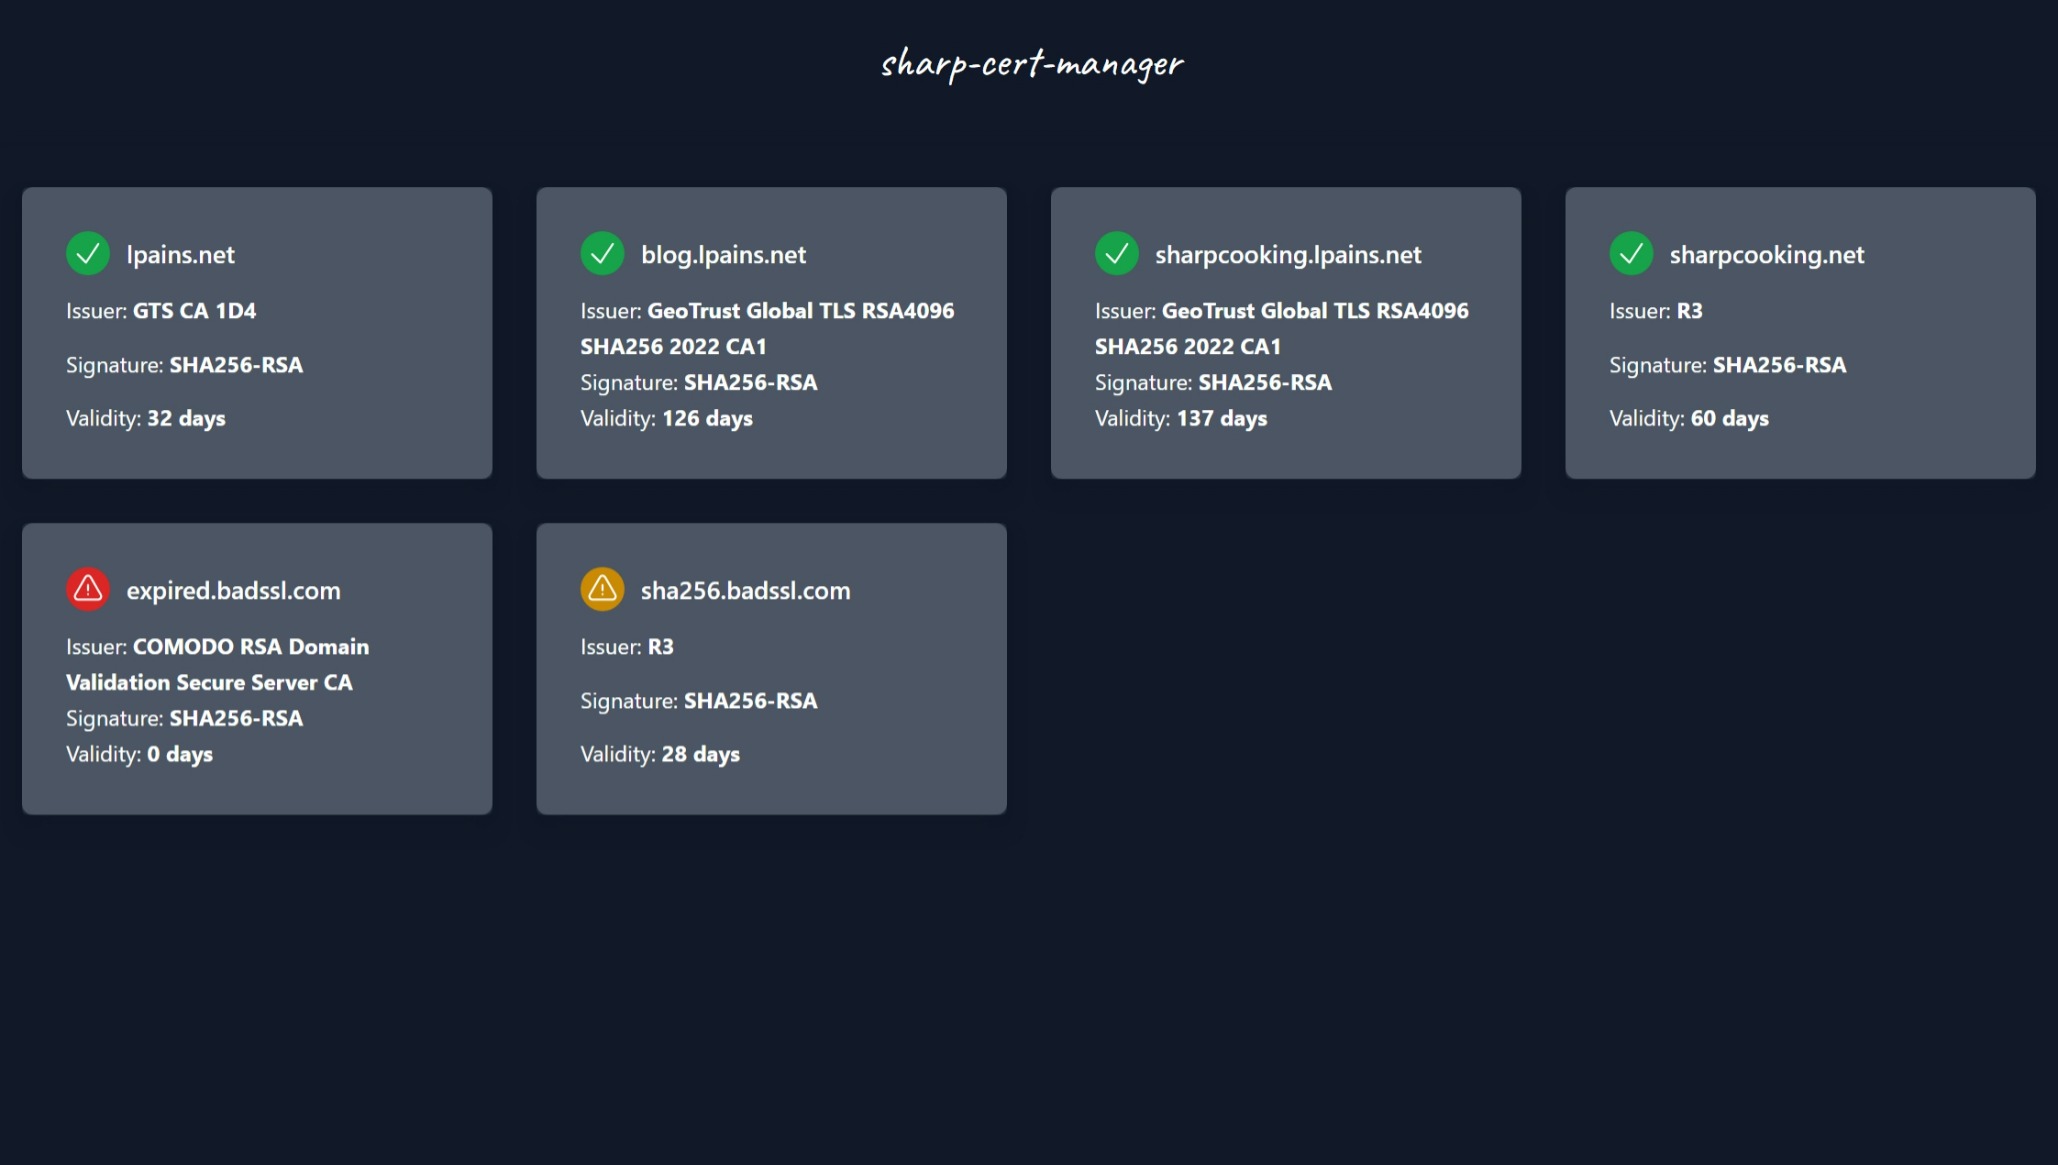 sharp-cert-manager
lpains.net
Issuer: GTS CA 1D4
Signature: SHA256-RSA
Validity: 32 days
blog.lpains.net
Issuer: GeoTrust Global TLS RSA4096
SHA256 2022 CA1
Signature: SHA256-RSA
Validity: 126 days
sharpcooking.lpains.net
Issuer: GeoTrust Global TLS RSA4096
SHA256 2022 CA1
Signature: SHA256-RSA
Validity: 137 days
sharpcooking.net
Issuer: R3
Signature: SHA256-RSA
Validity: 60 days
expired.badssl.com
Issuer: COMODO RSA Domain
Validation Secure Server CA
Signature: SHA256-RSA
Validity: 0 days
sha256.badssl.com
Issuer: R3
Signature: SHA256-RSA
Validity: 28 days